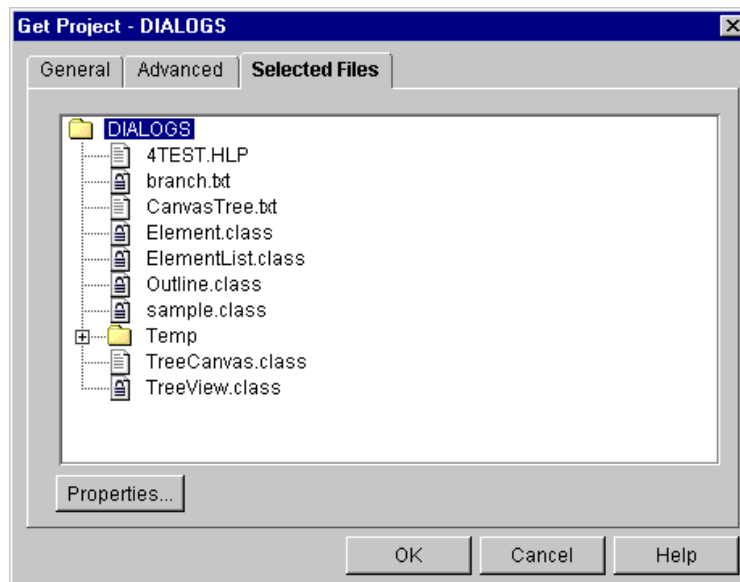 Get Project - DIALOGS
General Advanced Selected Files
DIALOGS
4TEST.HLP
branch.txt
CanvasTree.txt
Element.class
ElementList.class
Outline.class
sample.class
Temp
TreeCanvas.class
TreeView.class
Properties...
OK Cancel Help